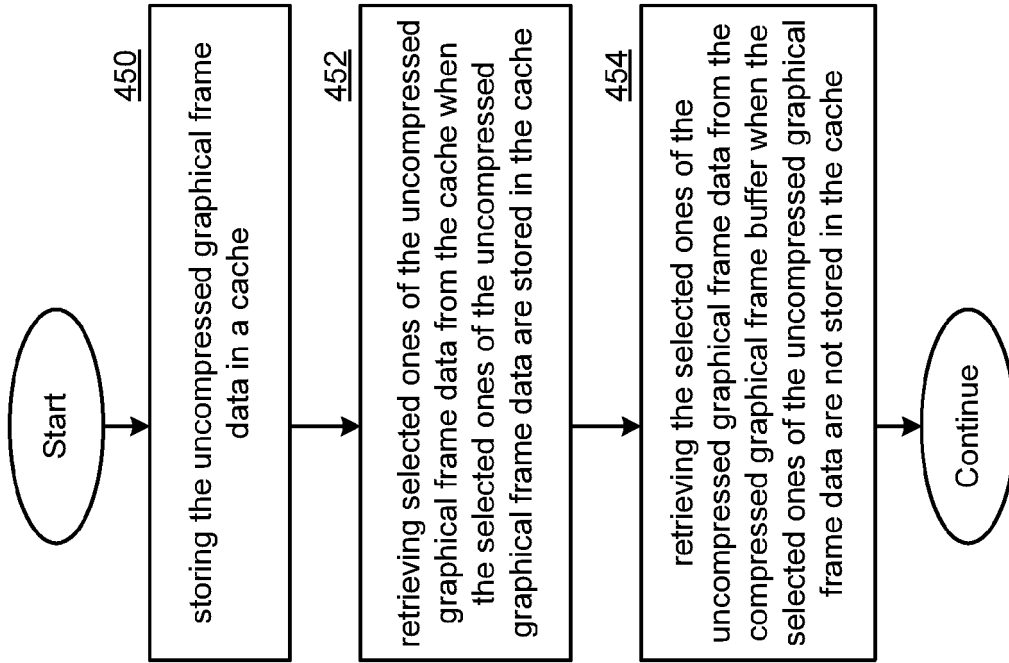 Start
450
storing the uncompressed graphical frame
data in a cache
452
retrieving selected ones of the uncompressed
graphical frame data from the cache when
the selected ones of the uncompressed
graphical frame data are stored in the cache
454
retrieving the selected ones of the
uncompressed graphical frame data from the
compressed graphical frame buffer when the
selected ones of the uncompressed graphical
frame data are not stored in the cache
Continue